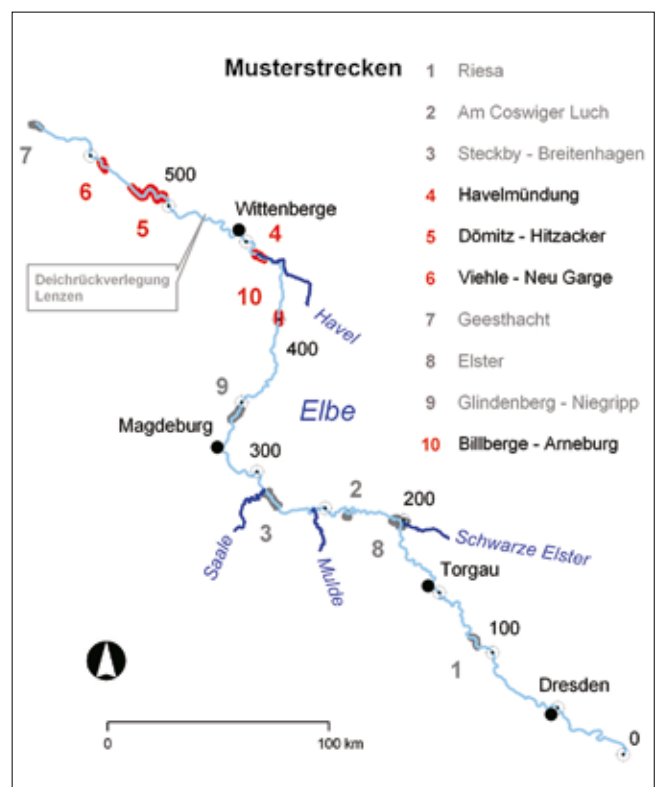 Musterstrecken
1 Riesa
2 Am Coswiger Luch
3 Steckby - Breitenhagen
4 Havelmündung
5 Dömitz - Hitzacker
6 Viehle - Neu Garge
7 Geesthacht
8 Elster
9 Glindenberg - Niegripp
10 Billberge - Arneburg
7
6
500
5
Wittenberge
4
Deichrückverlegung
Lenzen
10
Havel
400
9
Elbe
Magdeburg
300
2
200
3
8
Saale
Mulde
Schwarze Elster
Torgau
100
1
Dresden
0
0
100 km